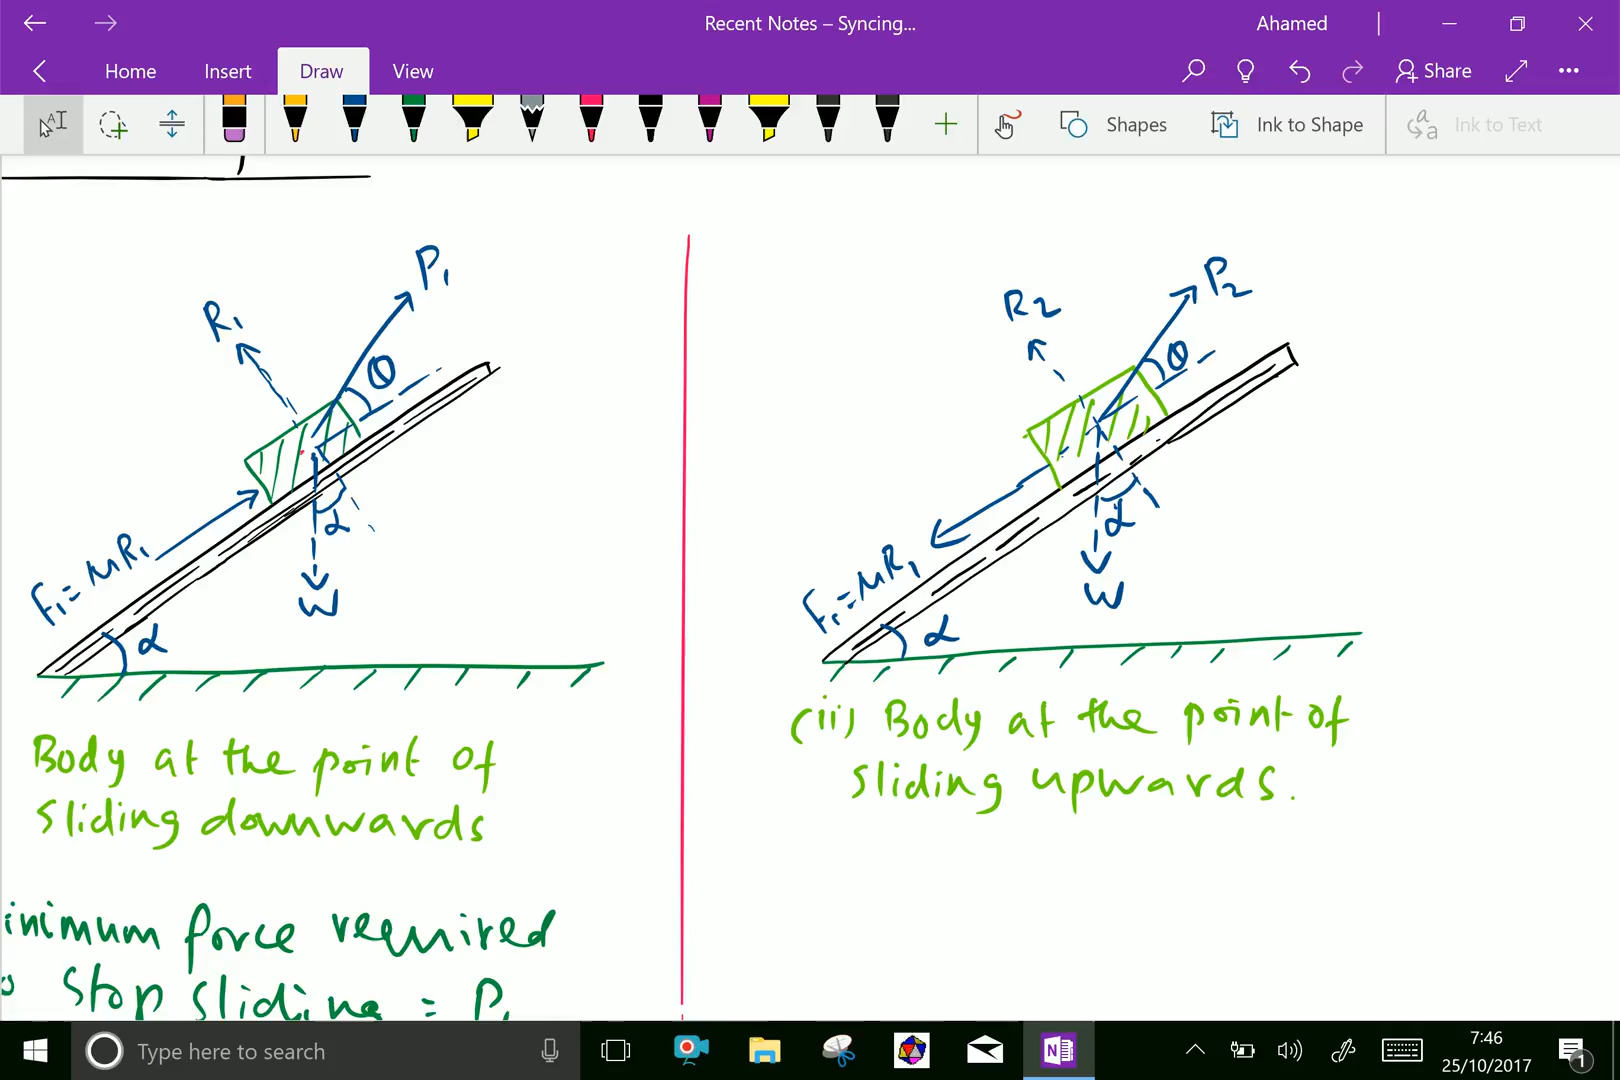 Recent Notes – Syncing...
Ahamed
Home
Insert
Draw
View
Share
Shapes
Ink to Shape
Ink to Text
P1
R1
θ
α
F1=μR1
W
α
Body at the point of
sliding downwards
inimum force required
o stop sliding = P1
P2
R2
θ
α
F1=μR1
W
α
(ii) Body at the point of
sliding upwards.
Type here to search
7:46
25/10/2017
1